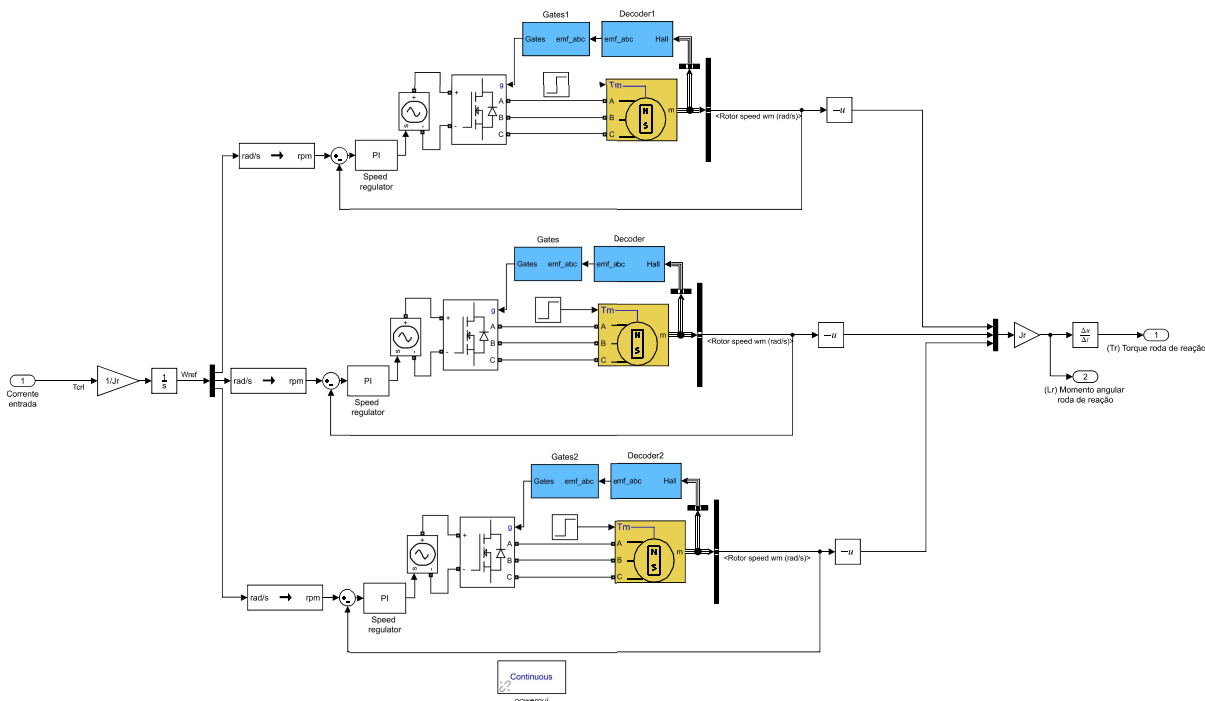 Gates1
Decoder1
Gates
emf_abc
emf_abc
Hall
g
Tm
+
A
A
N
m
B
B
S
<Rotor speed wm (rad/s)>
-u
-
C
C
+
s
-
rad/s
rpm
+
-
PI
Speed
regulator
Gates
Decoder
Gates
emf_abc
emf_abc
Hall
g
Tm
+
A
A
N
m
B
B
S
<Rotor speed wm (rad/s)>
-u
-
C
C
+
s
-
1
Corrente
entrada
Tcrl
1/Jr
1
s
Wref
rad/s
rpm
+
-
PI
Speed
regulator
Jr
Δu
Δt
1
(Tr) Torque roda de reação
2
(Lr) Momento angular
roda de reação
Gates2
Decoder2
Gates
emf_abc
emf_abc
Hall
g
Tm
+
A
A
N
m
B
B
S
<Rotor speed wm (rad/s)>
-u
-
C
C
+
s
-
rad/s
rpm
+
-
PI
Speed
regulator
Continuous